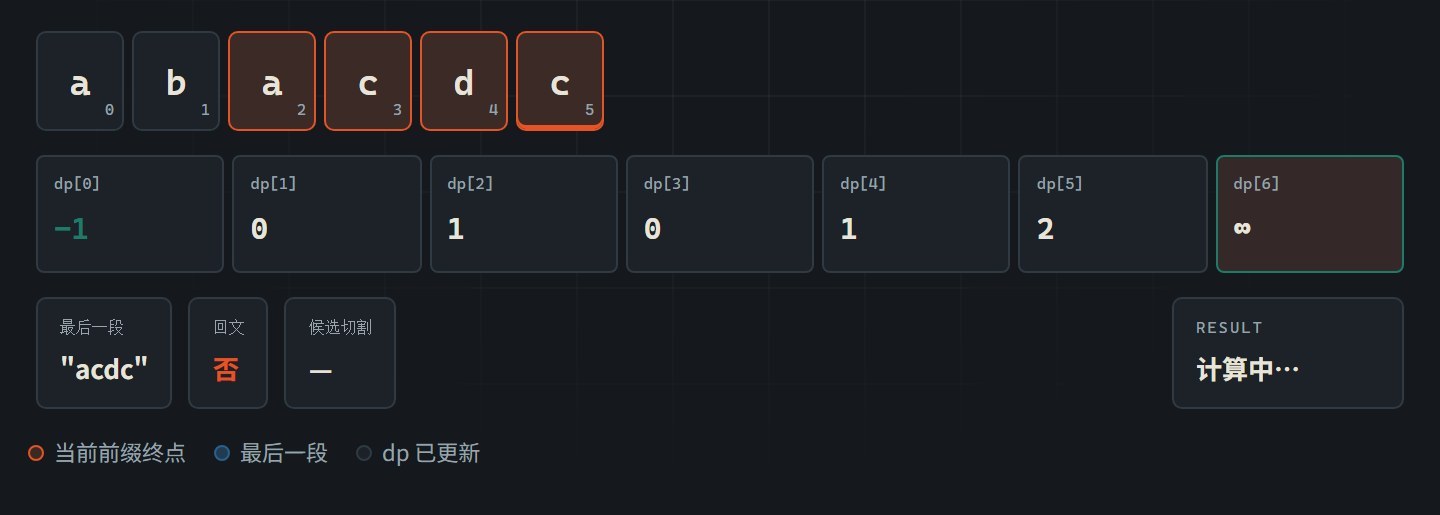 a 0 b 1 a 2 c 3 d 4 c 5
dp[0] dp[1] dp[2] dp[3] dp[4] dp[5] dp[6]
−1 0 1 0 1 2 ∞
最后一段 回文 候选切割 RESULT
"acdc" 否 — 计算中…
当前前缀终点 最后一段 dp 已更新